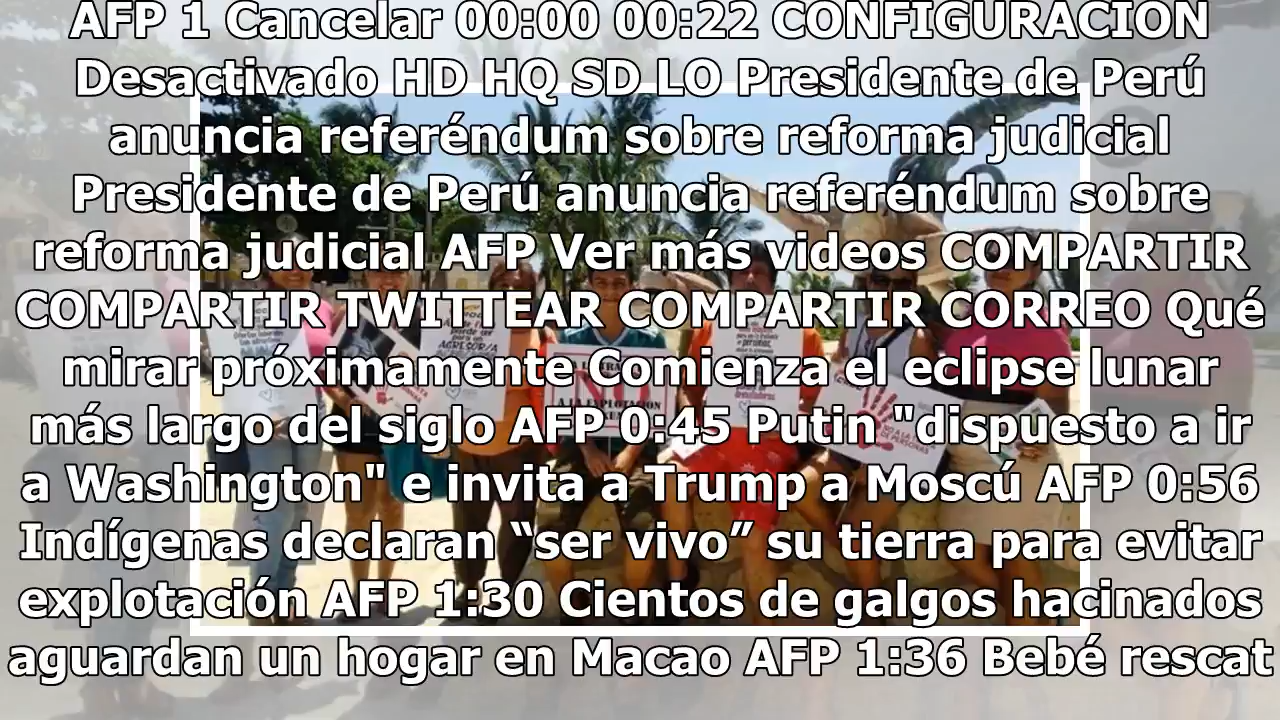 AFP 1 Cancelar 00:00 00:22 CONFIGURACIÓN
Desactivado HD HQ SD LO Presidente de Perú
anuncia referéndum sobre reforma judicial
Presidente de Perú anuncia referéndum sobre
reforma judicial AFP Ver más videos COMPARTIR
COMPARTIR TWITTEAR COMPARTIR CORREO Qué
mirar próximamente Comienza el eclipse lunar
más largo del siglo AFP 0:45 Putin "dispuesto a ir
a Washington" e invita a Trump a Moscú AFP 0:56
Indígenas declaran “ser vivo” su tierra para evitar
explotación AFP 1:30 Cientos de galgos hacinados
aguardan un hogar en Macao AFP 1:36 Bebé rescat